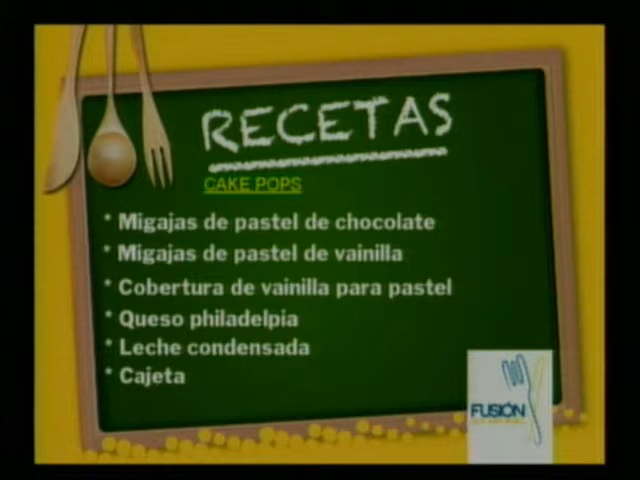 RECETAS
CAKE POPS
* Migajas de pastel de chocolate
* Migajas de pastel de vainilla
* Cobertura de vainilla para pastel
* Queso philadelpia
* Leche condensada
* Cajeta
FUSIÓN